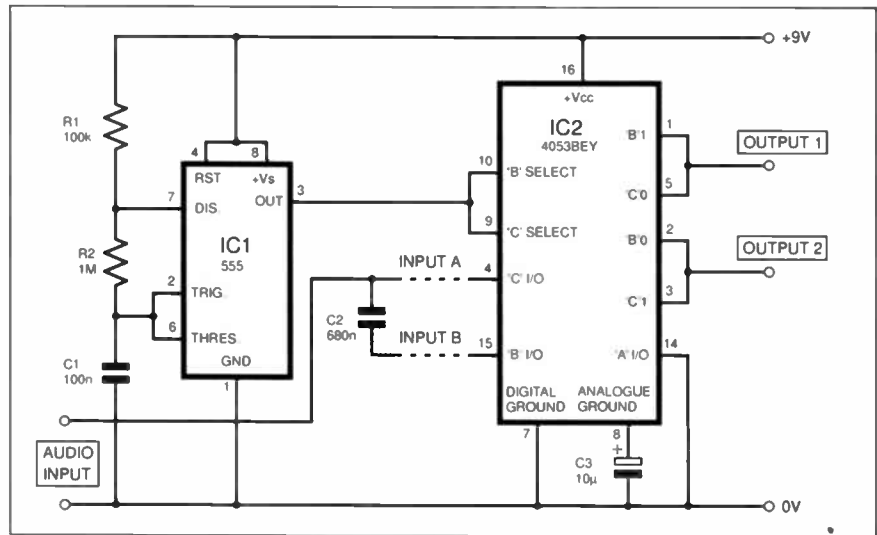 +9V
16
+Vcc
R1
100k
4
8
RST
+Vs
OUT
3
7
DIS.
IC1
555
R2
1M
2
TRIG.
6
THRES.
GND
1
C1
100n
AUDIO
INPUT
INPUT A
C2
680n
INPUT B
IC2
4053BEY
10
'B' SELECT
9
'C' SELECT
4
'C' I/O
15
'B' I/O
'B'1
1
'C'0
5
OUTPUT 1
'B'0
2
'C'1
3
OUTPUT 2
'A' I/O
14
DIGITAL
GROUND
7
ANALOGUE
GROUND
8
+
C3
10µ
0V